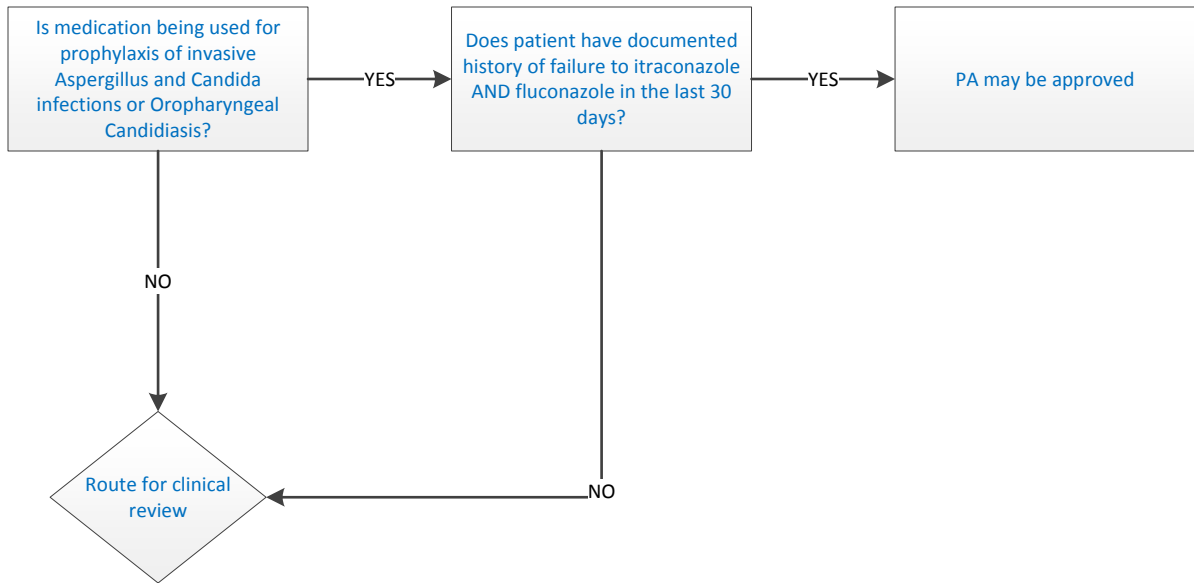 Is medication being used for
prophylaxis of invasive
Aspergillus and Candida
infections or Oropharyngeal
Candidiasis?
YES
Does patient have documented
history of failure to itraconazole
AND fluconazole in the last 30
days?
YES
PA may be approved
NO
Route for clinical
review
NO